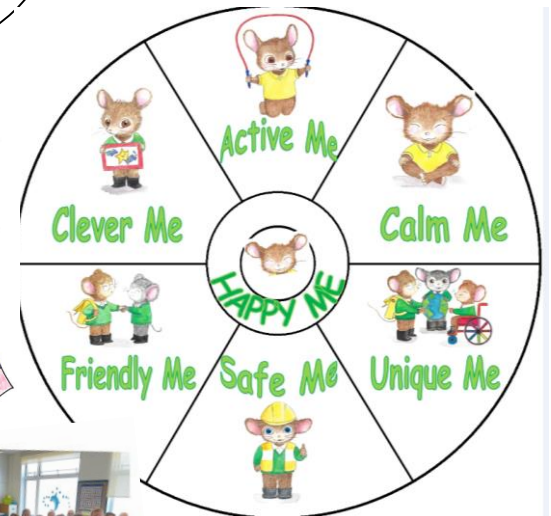 Active Me
Clever Me
Calm Me
HAPPY ME
Friendly Me
Safe Me
Unique Me